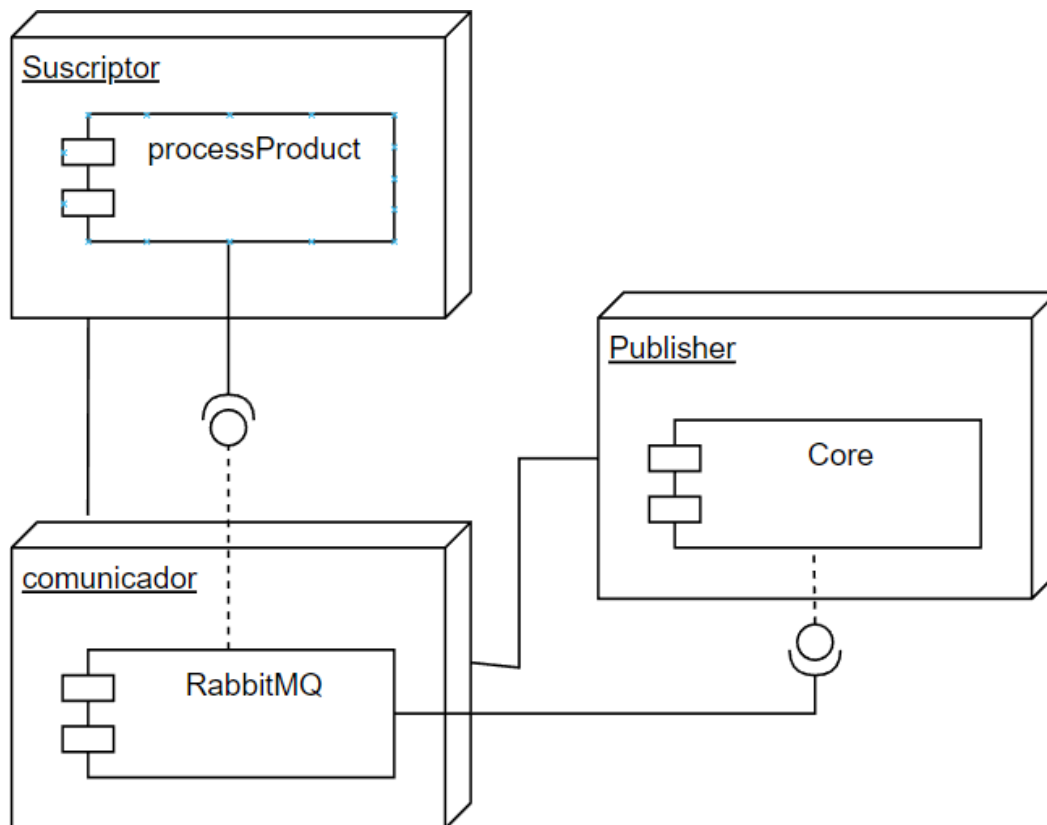 Suscriptor
processProduct
Publisher
Core
comunicador
RabbitMQ